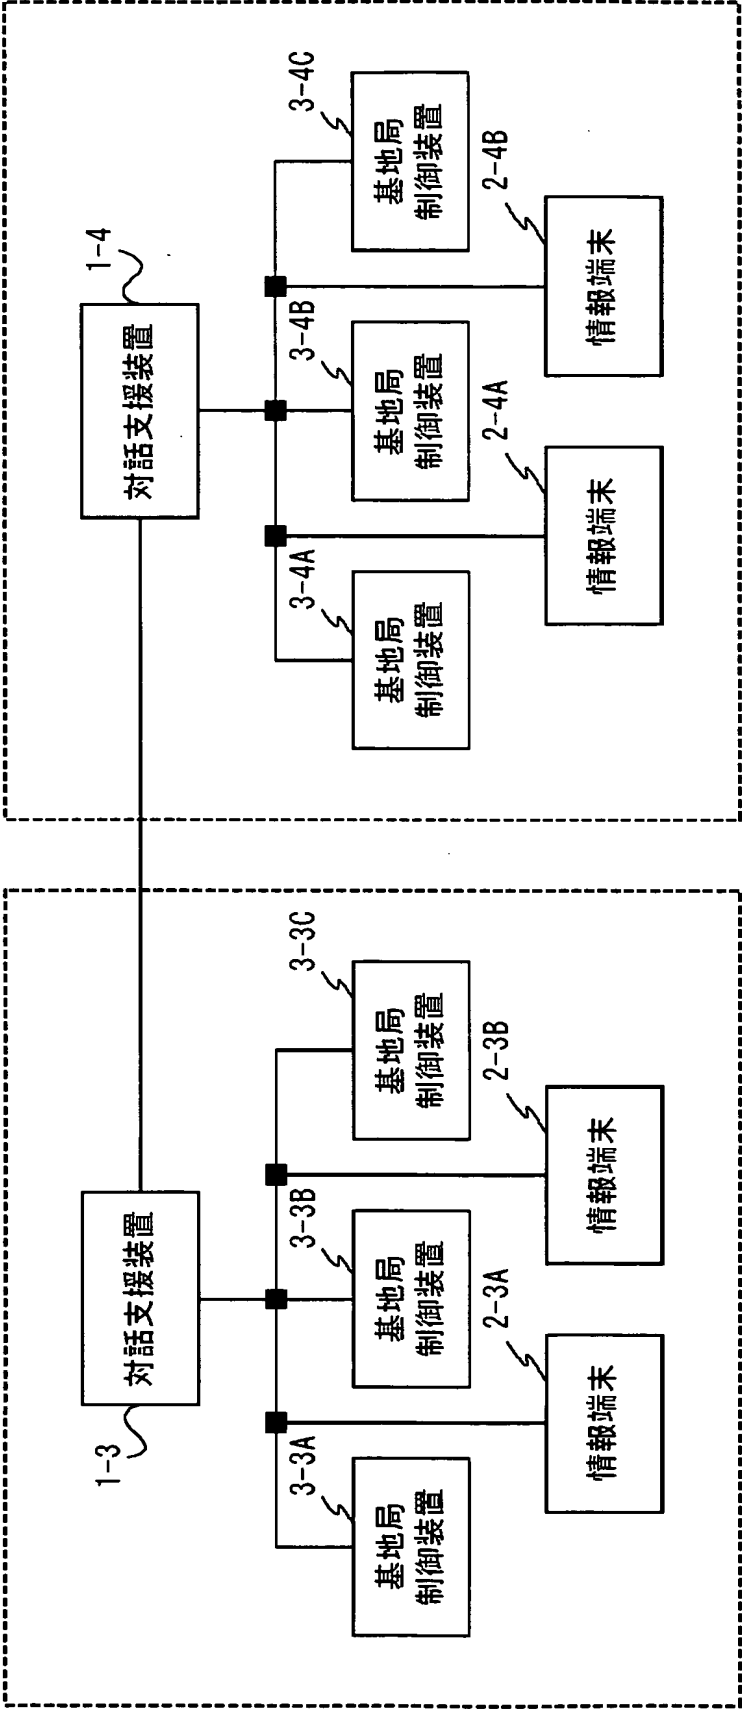 1-3
対話支援装置
3-3A
基地局
制御装置
3-3B
基地局
制御装置
3-3C
基地局
制御装置
2-3A
情報端末
2-3B
情報端末
1-4
対話支援装置
3-4A
基地局
制御装置
3-4B
基地局
制御装置
3-4C
基地局
制御装置
2-4A
情報端末
2-4B
情報端末